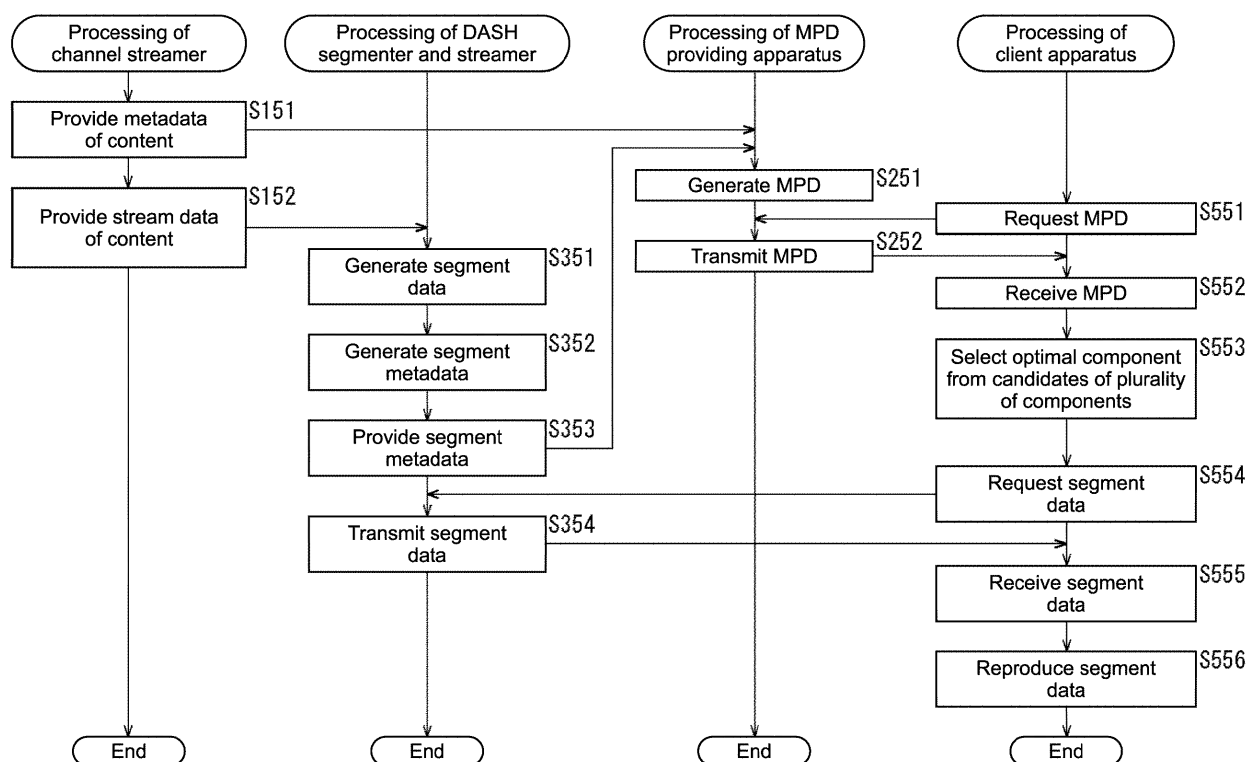 Processing of
channel streamer
Provide metadata
of content
S151
Provide stream data
of content
S152
End
Processing of DASH
segmenter and streamer
Generate segment
data
S351
Generate segment
metadata
S352
Provide segment
metadata
S353
Transmit segment
data
S354
End
Processing of MPD
providing apparatus
Generate MPD
S251
Transmit MPD
S252
End
Processing of
client apparatus
Request MPD
S551
Receive MPD
S552
Select optimal component
from candidates of plurality
of components
S553
Request segment
data
S554
Receive segment
data
S555
Reproduce segment
data
S556
End